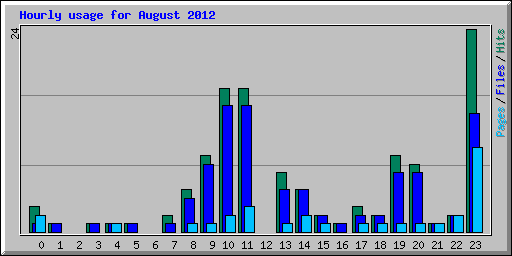 Hourly usage for August 2012
24
Pages/Files/Hits
0 1 2 3 4 5 6 7 8 9 10 11 12 13 14 15 16 17 18 19 20 21 22 23